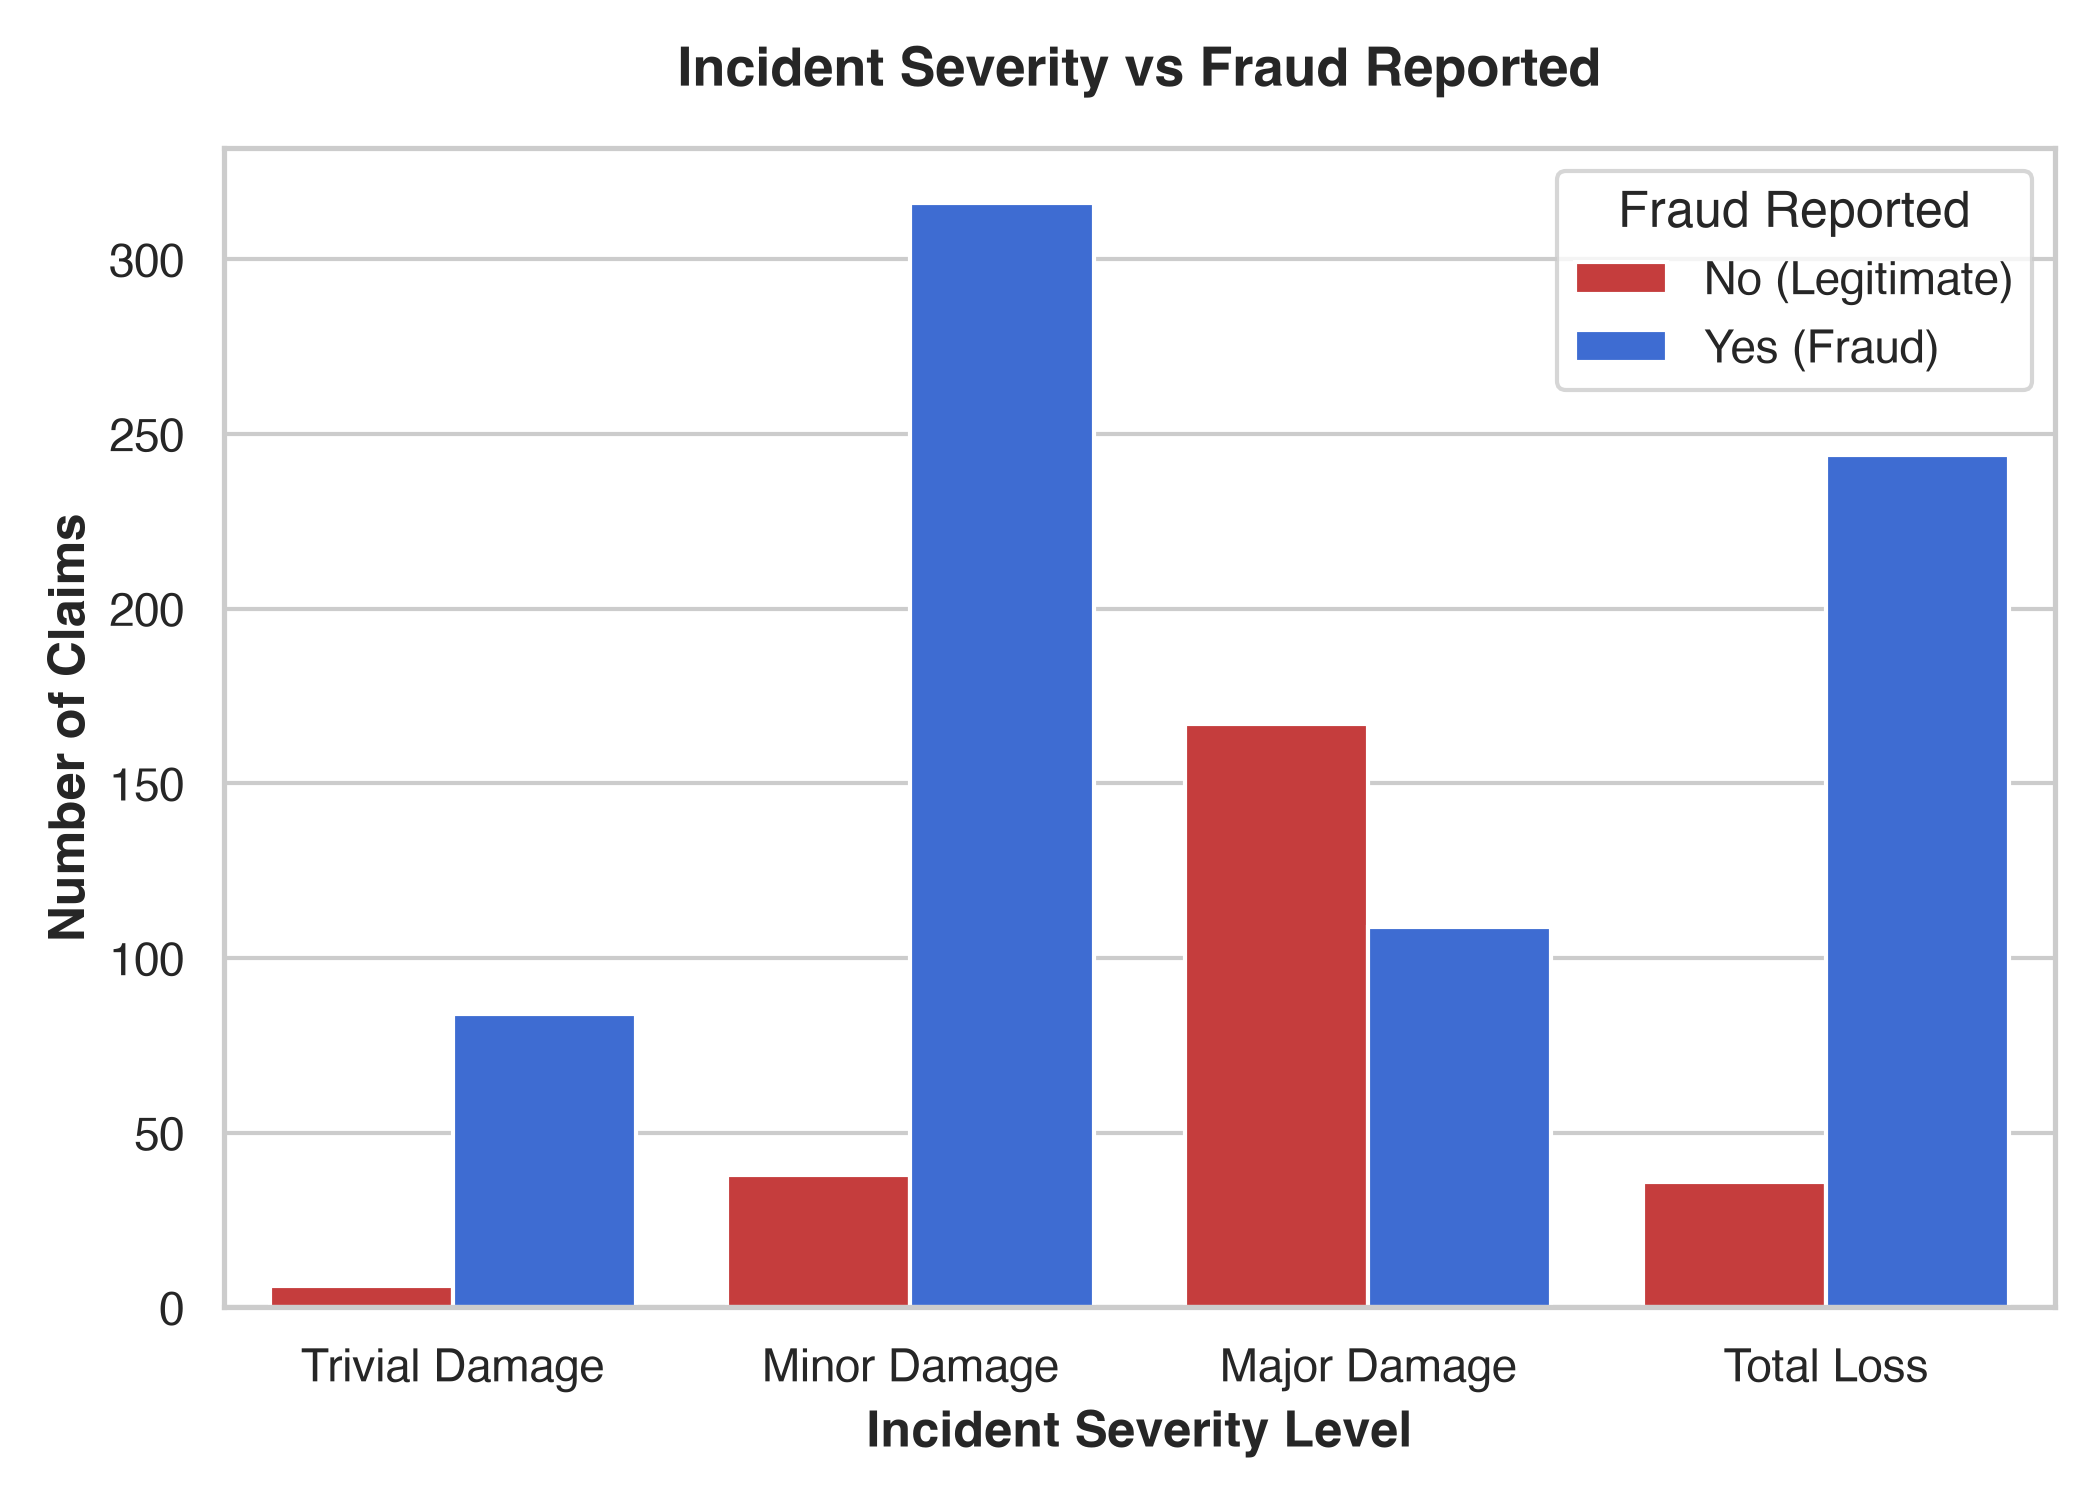 Incident Severity vs Fraud Reported
Fraud Reported
No (Legitimate)
Yes (Fraud)
Number of Claims
300
250
200
150
100
50
0
Trivial Damage
Minor Damage
Major Damage
Total Loss
Incident Severity Level